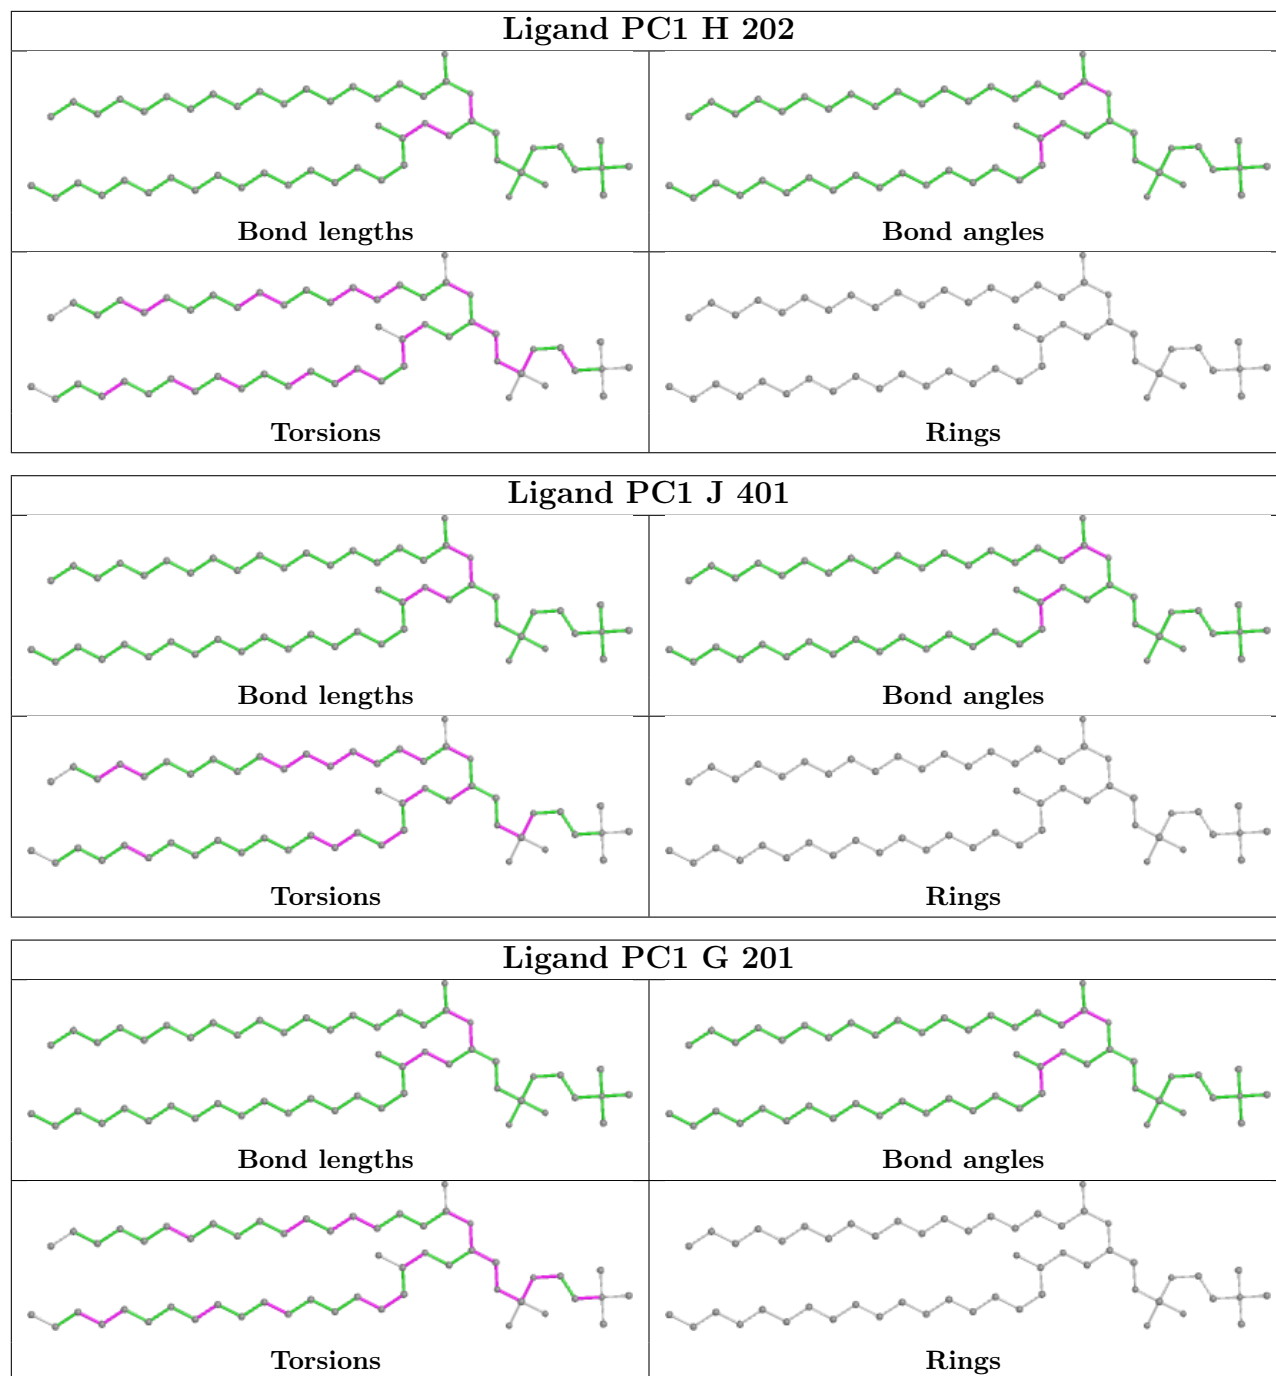 Ligand PC1 H 202
Bond lengths
Bond angles
Torsions
Rings
Ligand PC1 J 401
Bond lengths
Bond angles
Torsions
Rings
Ligand PC1 G 201
Bond lengths
Bond angles
Torsions
Rings